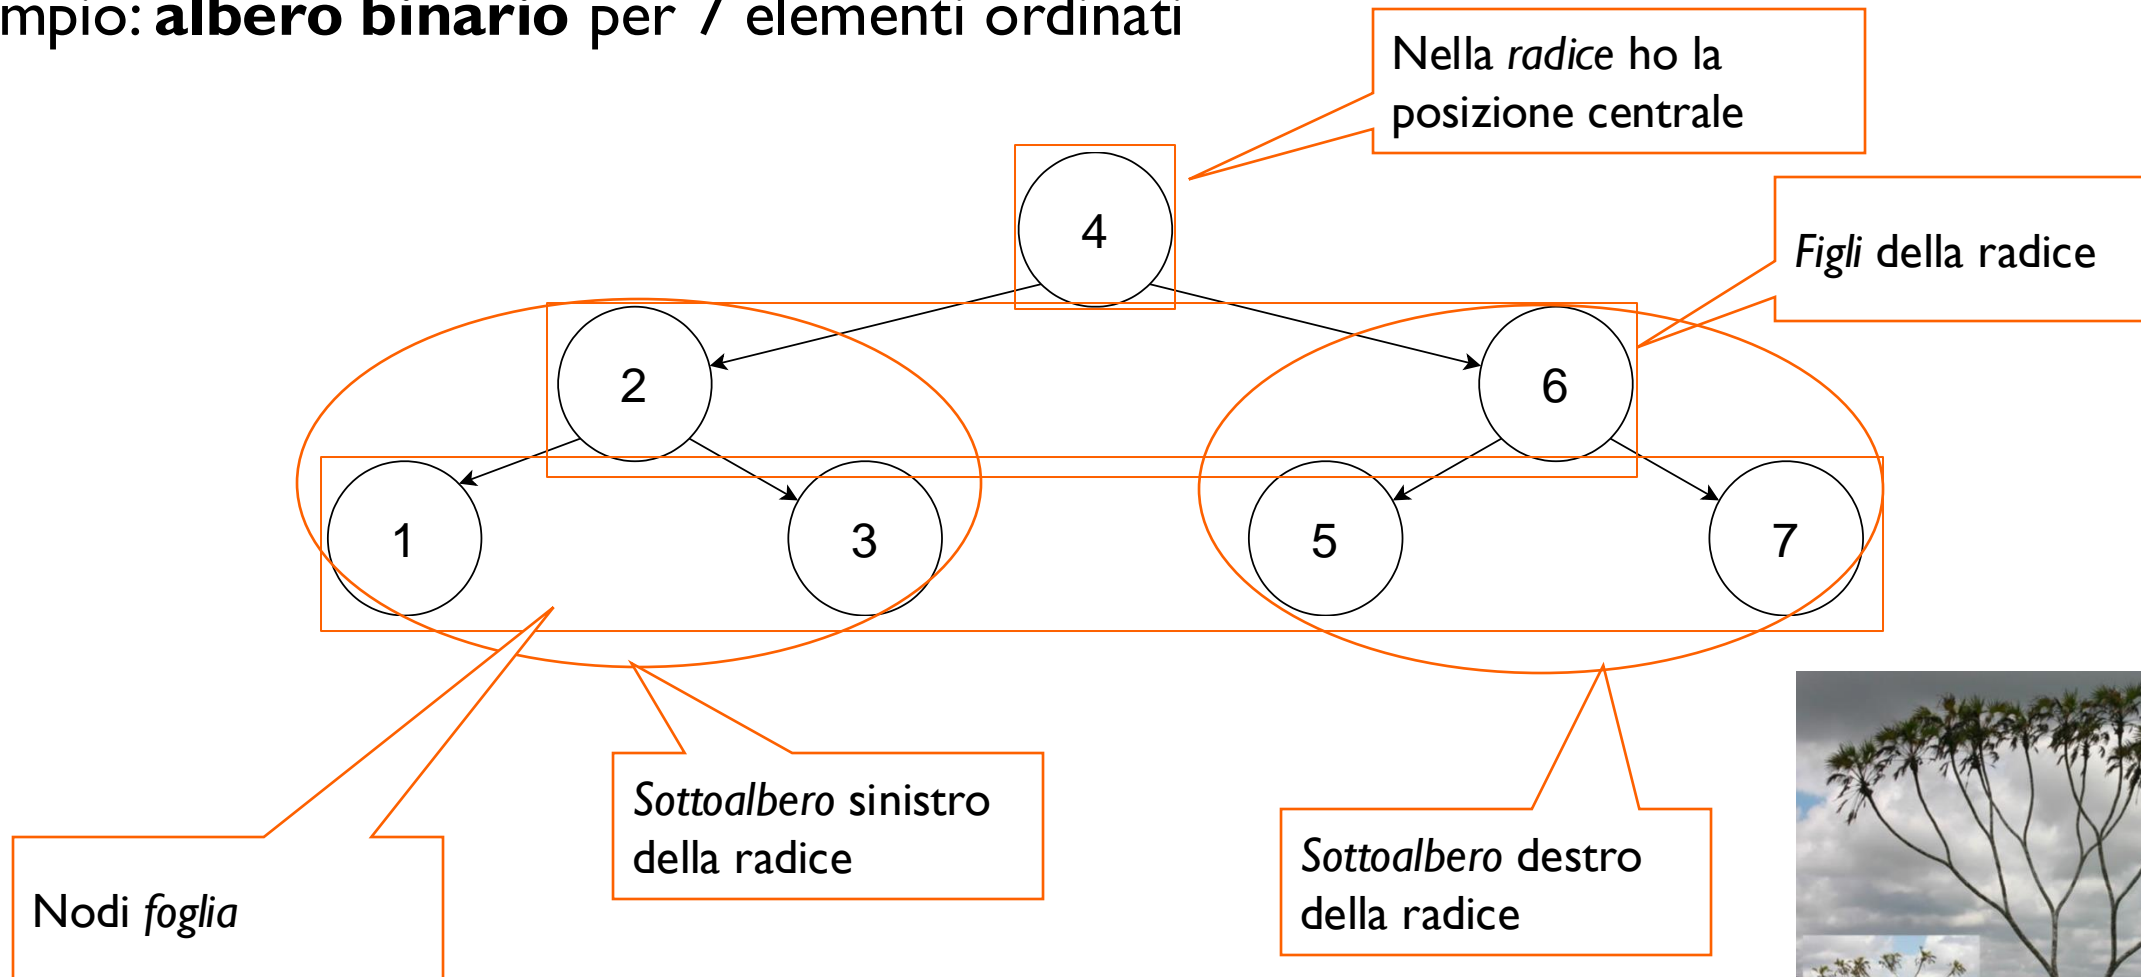 mpio: albero binario per 7 elementi ordinati
Nella radice ho la
posizione centrale
4
Figli della radice
2
6
1
3
5
7
Sottoalbero sinistro
della radice
Sottoalbero destro
della radice
Nodi foglia